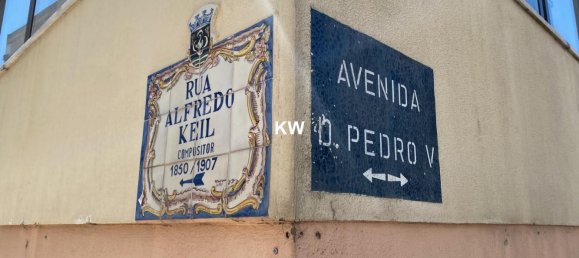 RUA
ALFREDO
KEIL
COMPOSITOR
1850/1907
AVENIDA
D. PEDRO V
KW